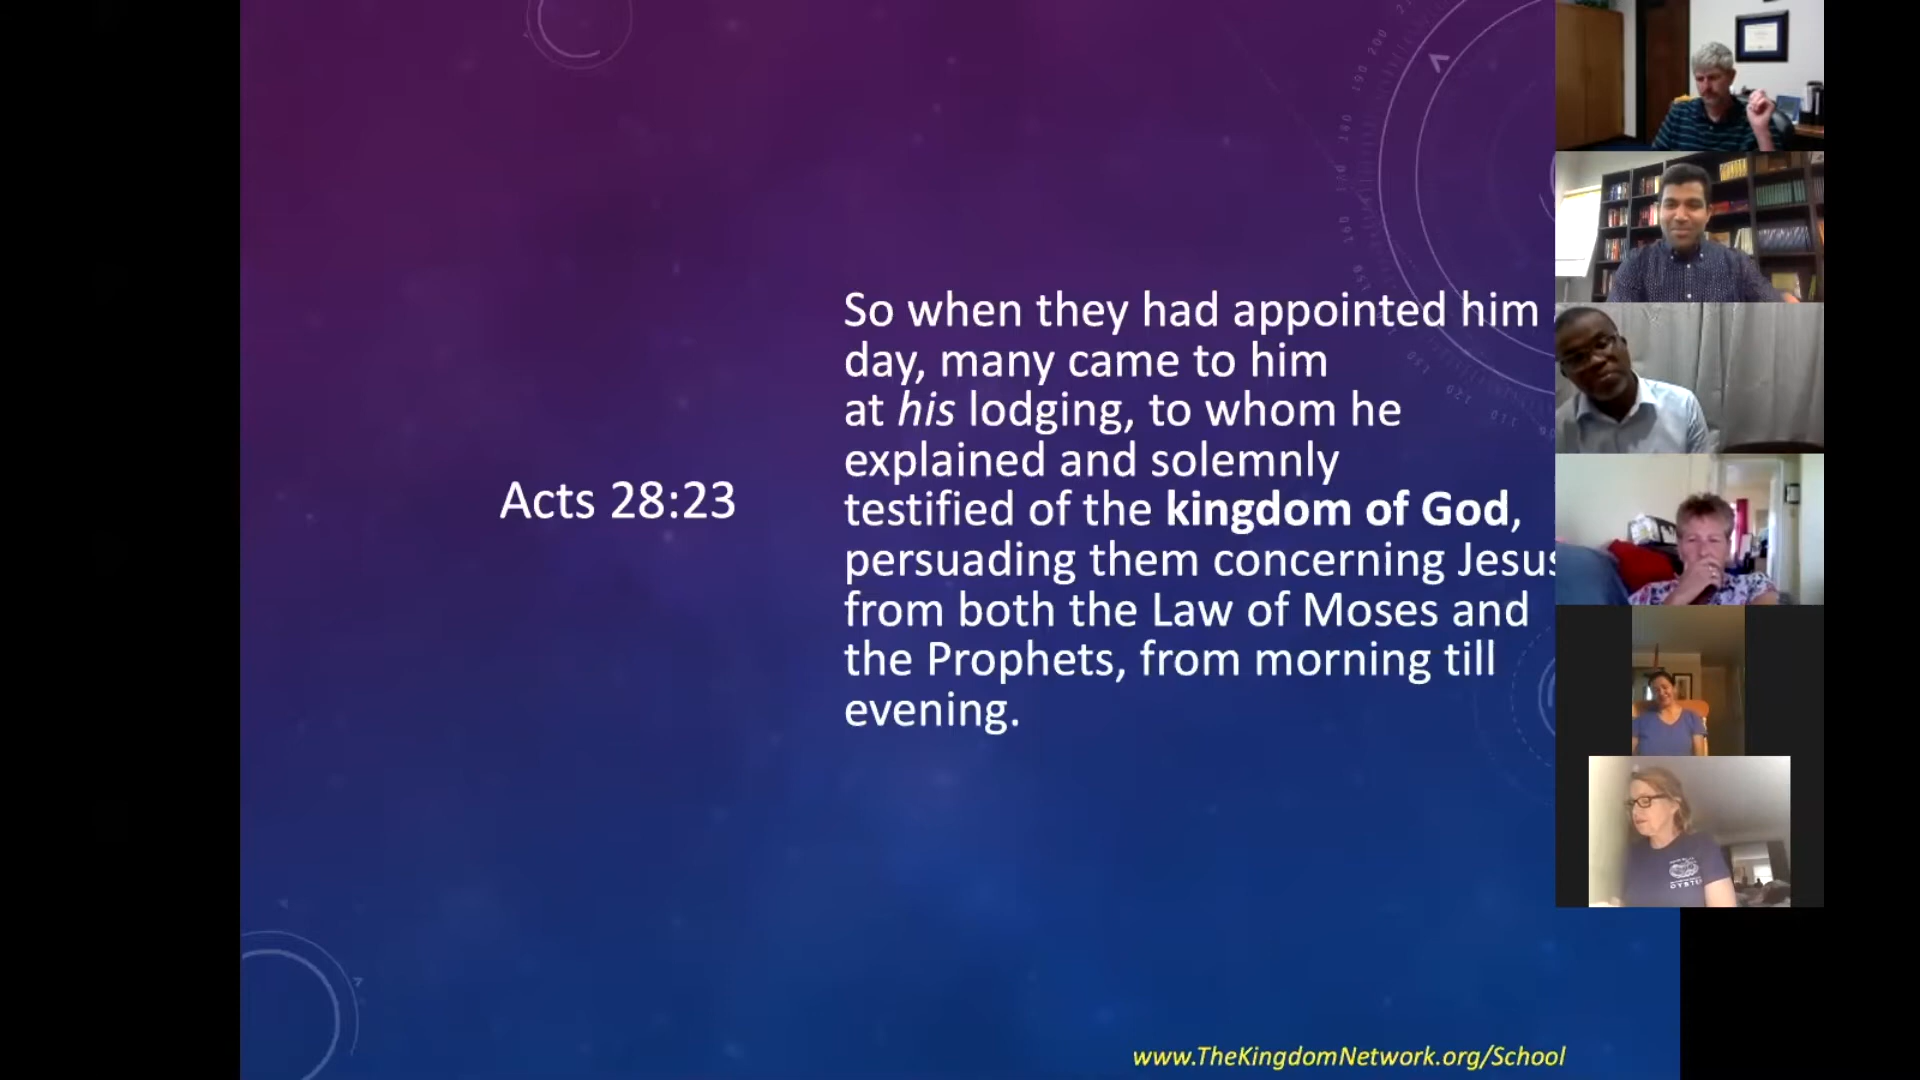 Acts 28:23
So when they had appointed him
day, many came to him
at his lodging, to whom he
explained and solemnly
testified of the kingdom of God,
persuading them concerning Jesus
from both the Law of Moses and
the Prophets, from morning till
evening.
www.TheKingdomNetwork.org/School